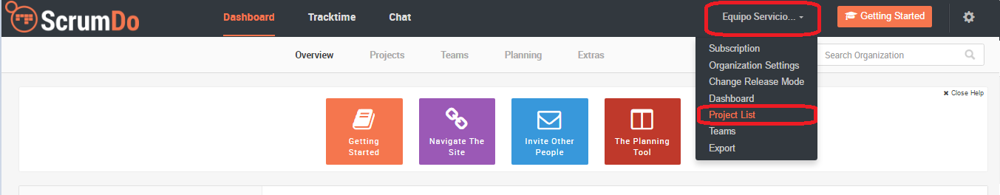 ScrumDo
Dashboard Tracktime Chat Equipo Servicio... Getting Started
Overview Projects Teams Planning Extras Search Organization
Subscription
Organization Settings
Change Release Mode
Dashboard
Project List
Teams
Export
✖ Close Help
Getting
Started
Navigate The
Site
Invite Other
People
The Planning
Tool